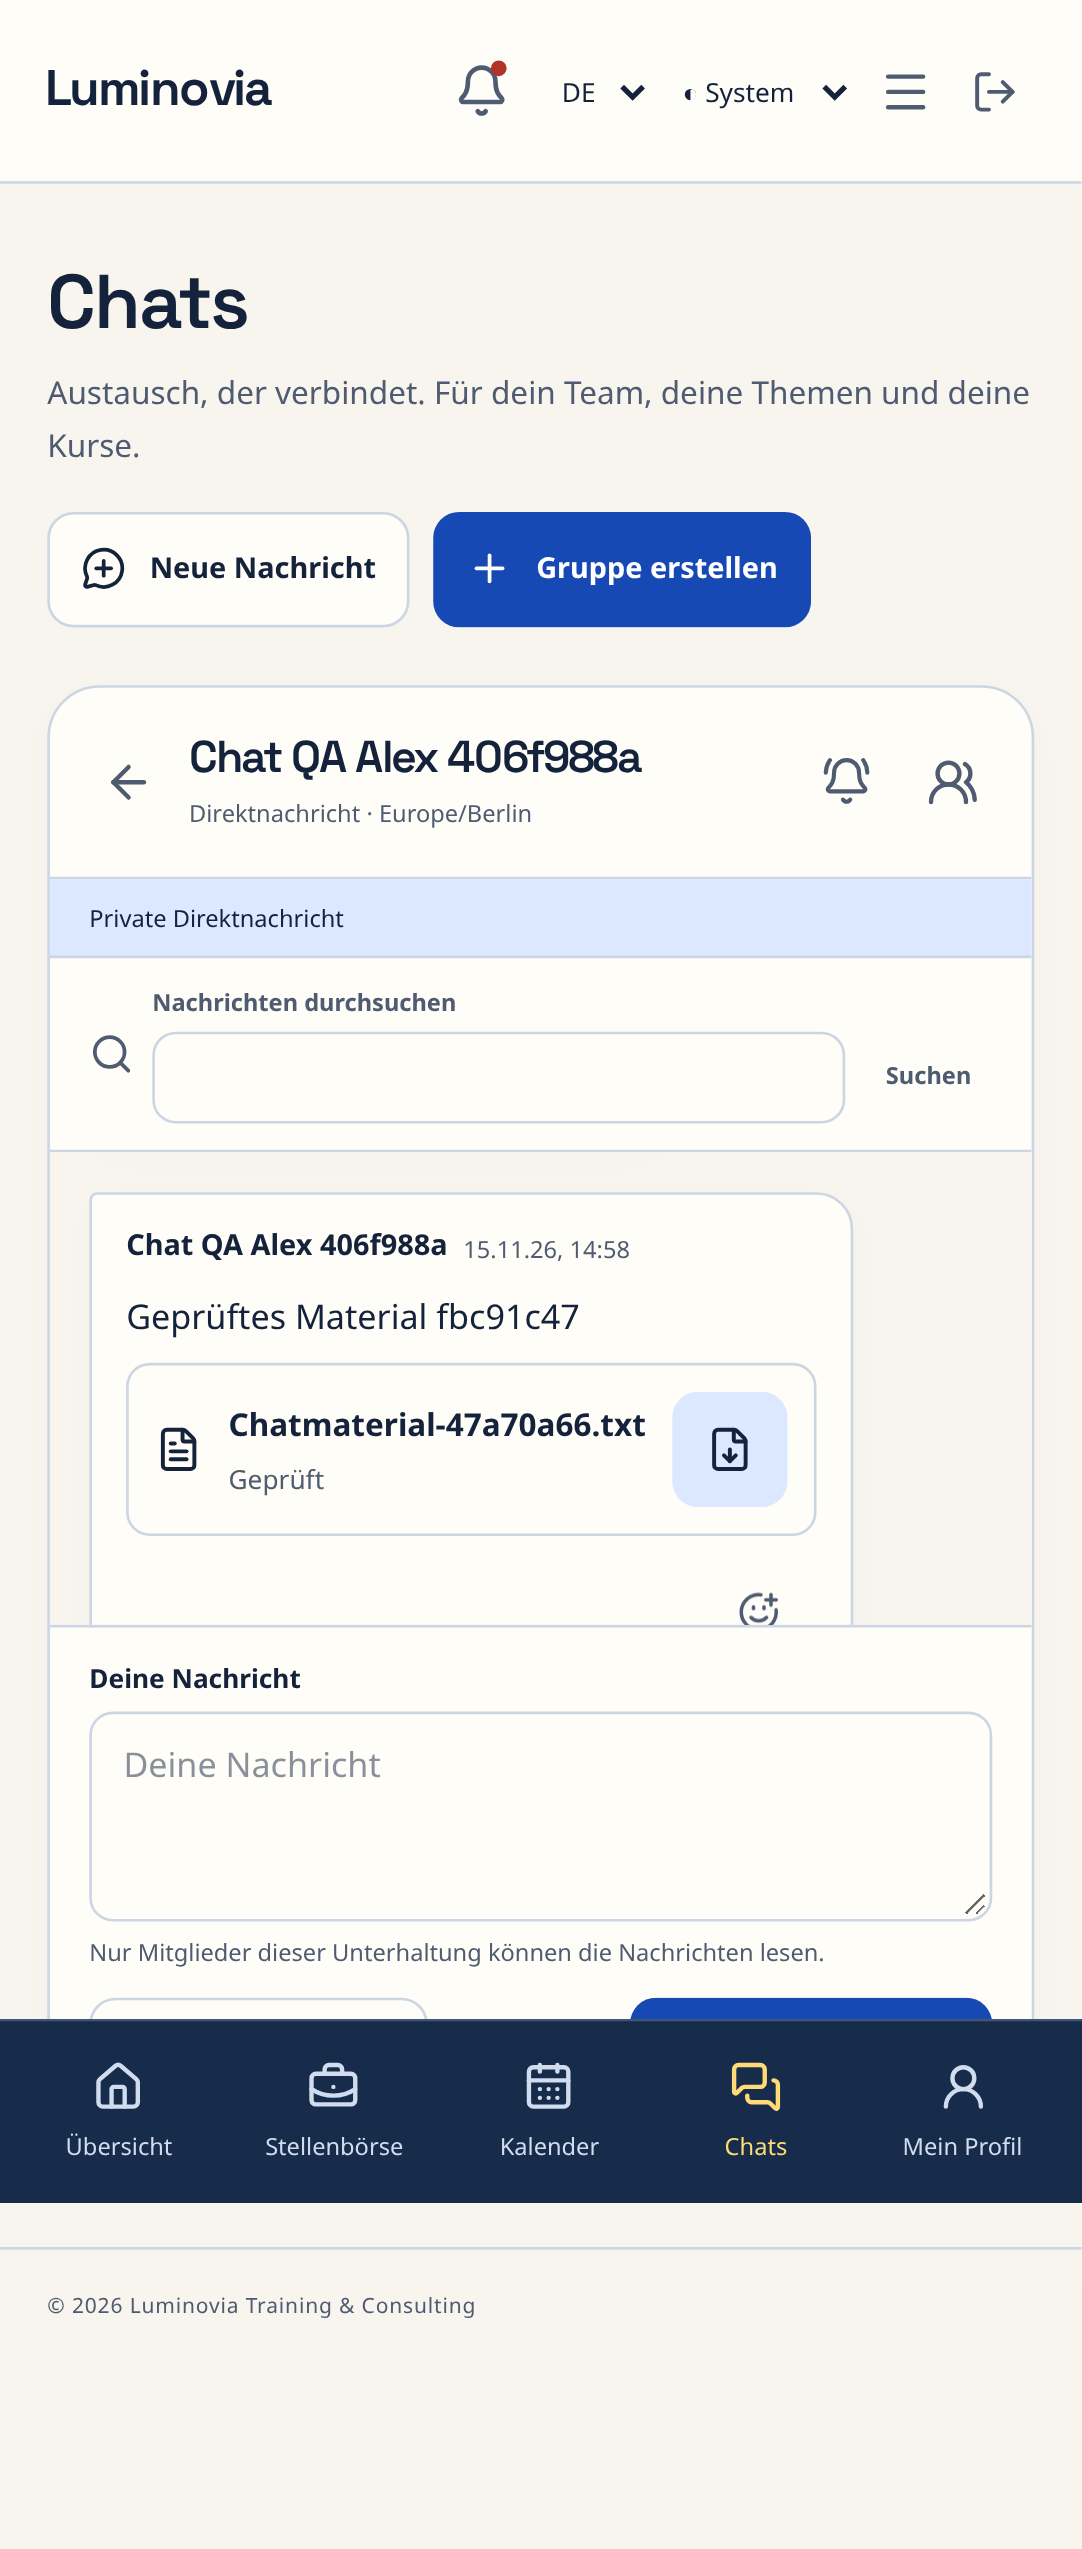 Luminovia
DE
System
Chats
Austausch, der verbindet. Für dein Team, deine Themen und deine
Kurse.
Neue Nachricht
Gruppe erstellen
Chat QA Alex 406f988a
Direktnachricht · Europe/Berlin
Private Direktnachricht
Nachrichten durchsuchen
Suchen
Chat QA Alex 406f988a 15.11.26, 14:58
Geprüftes Material fbc91c47
Chatmaterial-47a70a66.txt
Geprüft
Deine Nachricht
Deine Nachricht
Nur Mitglieder dieser Unterhaltung können die Nachrichten lesen.
Übersicht
Stellenbörse
Kalender
Chats
Mein Profil
© 2026 Luminovia Training & Consulting